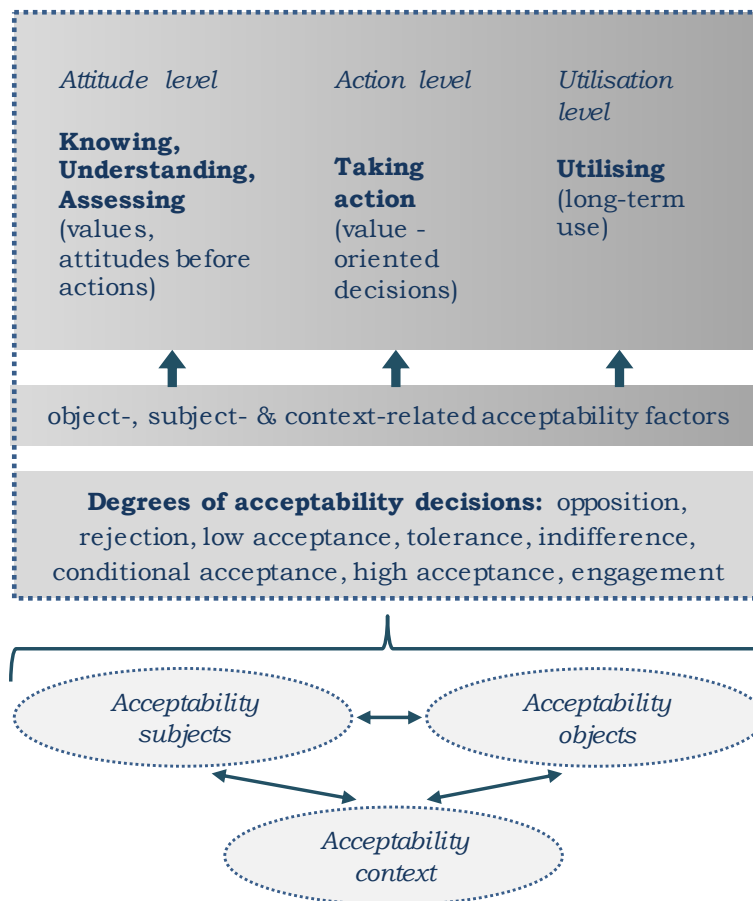 Attitude level
Knowing,
Understanding,
Assessing
(values,
attitudes before
actions)
Action level
Taking
action
(value -
oriented
decisions)
Utilisation
level
Utilising
(long-term
use)
object-, subject- & context-related acceptability factors
Degrees of acceptability decisions: opposition,
rejection, low acceptance, tolerance, indifference,
conditional acceptance, high acceptance, engagement
Acceptability
subjects
Acceptability
objects
Acceptability
context